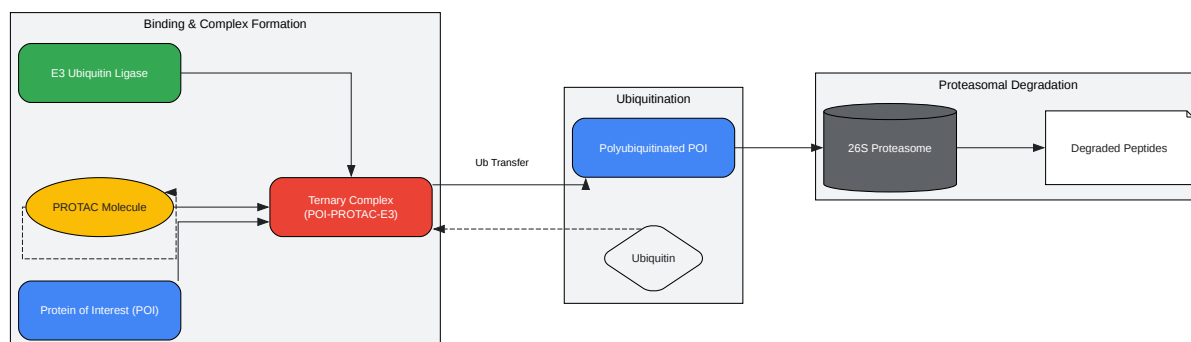 Binding & Complex Formation
E3 Ubiquitin Ligase
PROTAC Molecule
Protein of Interest (POI)
Ternary Complex
(POI-PROTAC-E3)
Ub Transfer
Ubiquitination
Polyubiquitinated POI
Ubiquitin
Proteasomal Degradation
26S Proteasome
Degraded Peptides